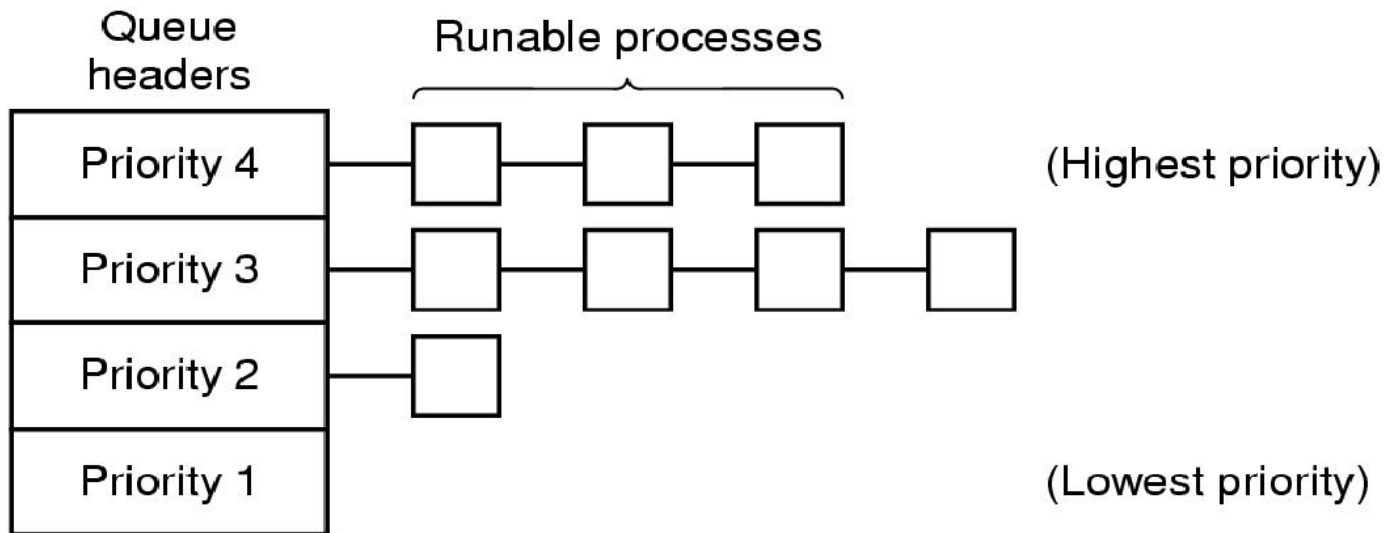 Queue
headers
Runable processes
Priority 4
(Highest priority)
Priority 3
Priority 2
Priority 1
(Lowest priority)